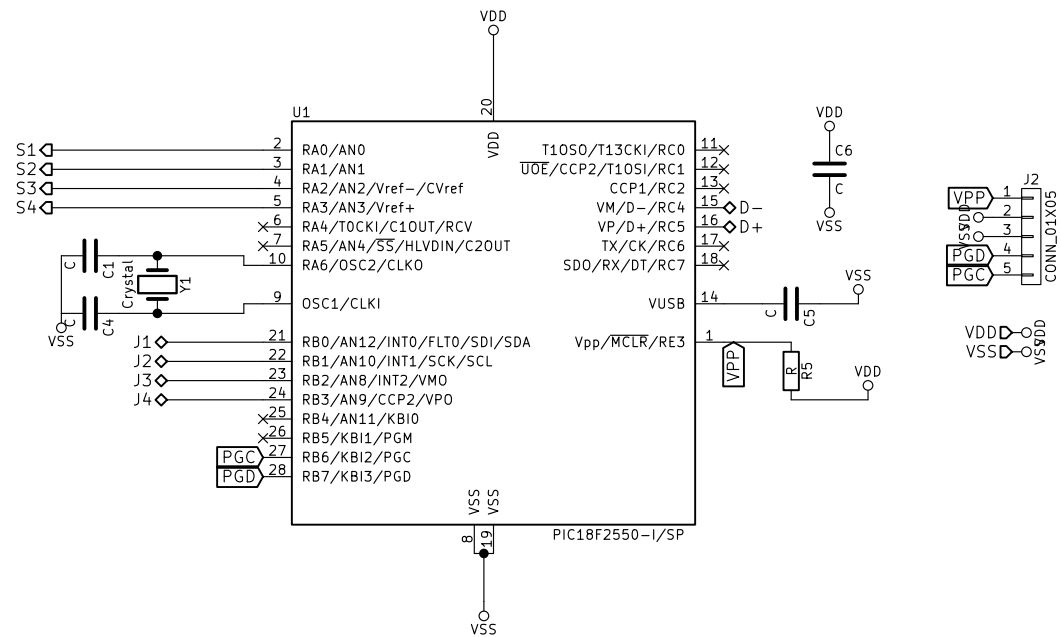 VDD
U1
20
VDD
S1 2 RA0/AN0
S2 3 RA1/AN1
S3 4 RA2/AN2/Vref-/CVref
S4 5 RA3/AN3/Vref+
6 RA4/T0CKI/C1OUT/RCV
7 RA5/AN4/SS/HLVDIN/C2OUT
10 RA6/OSC2/CLKO
9 OSC1/CLKI
21 RB0/AN12/INT0/FLT0/SDI/SDA
22 RB1/AN10/INT1/SCK/SCL
23 RB2/AN8/INT2/VMO
24 RB3/AN9/CCP2/VPO
25 RB4/AN11/KBI0
26 RB5/KBI1/PGM
PGC 27 RB6/KBI2/PGC
PGD 28 RB7/KBI3/PGD
J1
J2
J3
J4
C C1
Crystal Y1
C C4
VSS
T1OSO/T13CKI/RC0 11
UOE/CCP2/T1OSI/RC1 12
CCP1/RC2 13
VM/D-/RC4 15 D-
VP/D+/RC5 16 D+
TX/CK/RC6 17
SDO/RX/DT/RC7 18
VUSB 14
Vpp/MCLR/RE3 1
C C5
VSS
VPP
R R5
VDD
VSS
VSS
8
19
VSS
PIC18F2550-I/SP
VDD
C6
C
VSS
J2
VPP 1
VDD 2
VSS 3
PGD 4
PGC 5
CONN_01X05
VDD VDD
VSS VSS